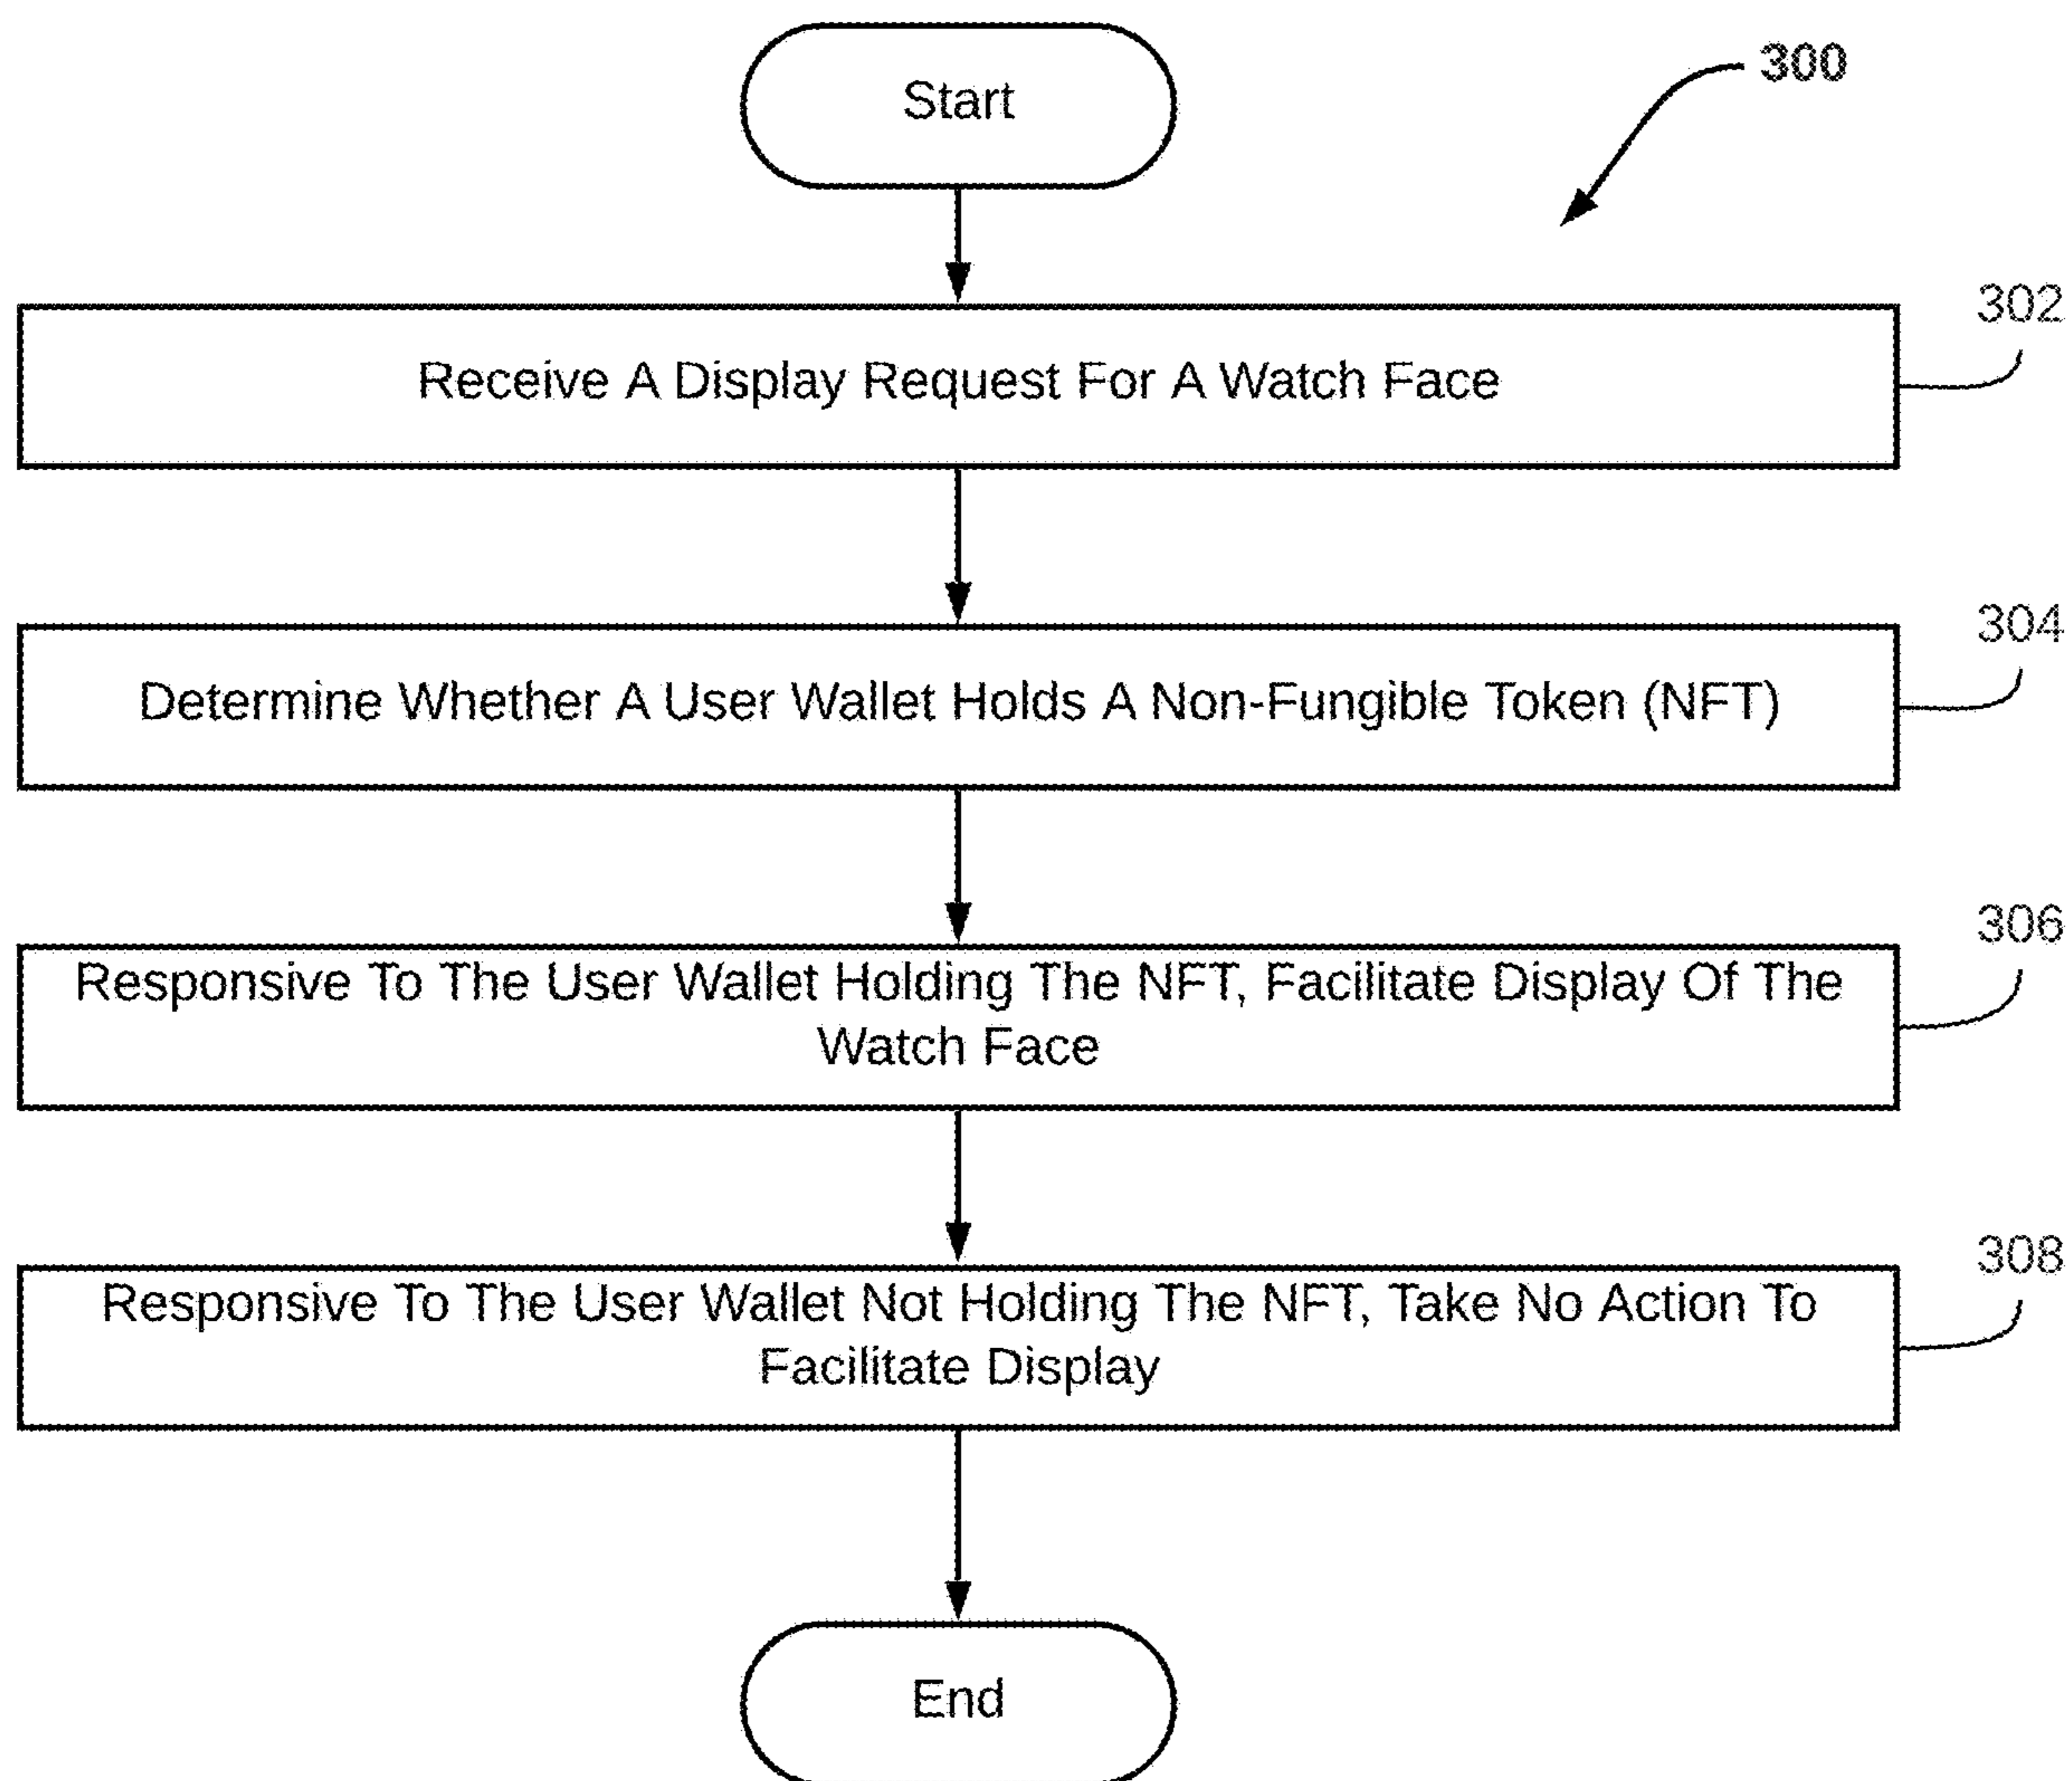 Start
300
302
Receive A Display Request For A Watch Face
304
Determine Whether A User Wallet Holds A Non-Fungible Token (NFT)
306
Responsive To The User Wallet Holding The NFT, Facilitate Display Of The
Watch Face
308
Responsive To The User Wallet Not Holding The NFT, Take No Action To
Facilitate Display
End